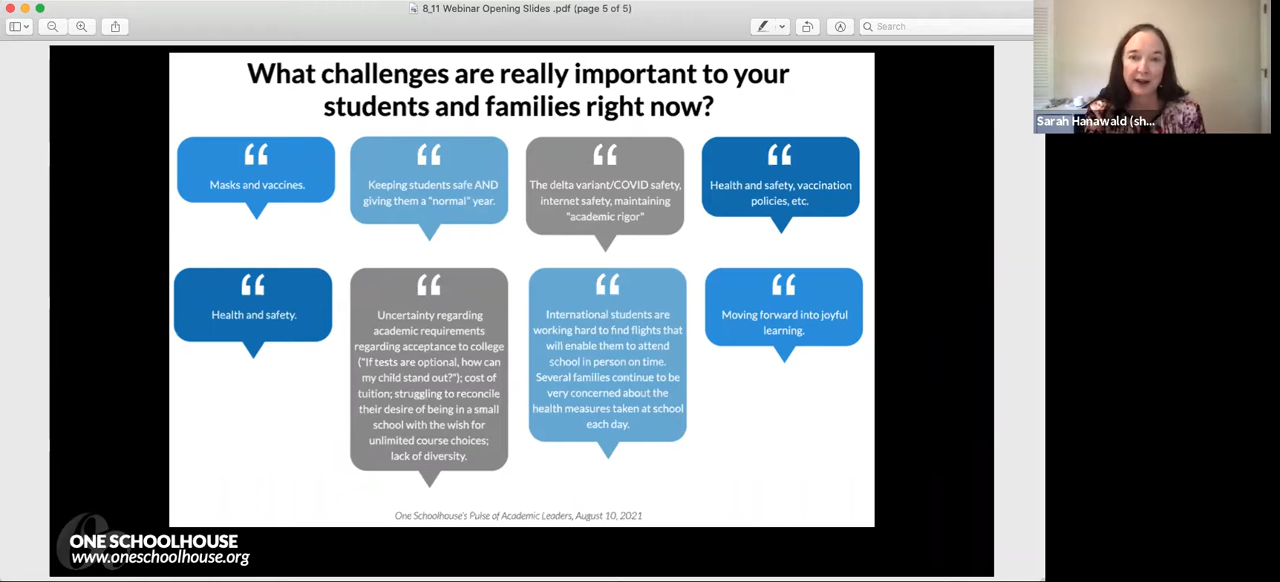 8_11 Webinar Opening Slides .pdf (page 5 of 5)
Search
What challenges are really important to your
students and families right now?
Masks and vaccines.
Keeping students safe AND
giving them a "normal" year.
The delta variant/COVID safety,
internet safety, maintaining
"academic rigor"
Health and safety, vaccination
policies, etc.
Health and safety.
Uncertainty regarding
academic requirements
regarding acceptance to college
("If tests are optional, how can
my child stand out?"); cost of
tuition; struggling to reconcile
their desire of being in a small
school with the wish for
unlimited course choices;
lack of diversity.
International students are
working hard to find flights that
will enable them to attend
school in person on time.
Several families continue to be
very concerned about the
health measures taken at school
each day.
Moving forward into joyful
learning.
One Schoolhouse's Pulse of Academic Leaders, August 10, 2021
ONE SCHOOLHOUSE
www.oneschoolhouse.org
Sarah Hanawald (sh...